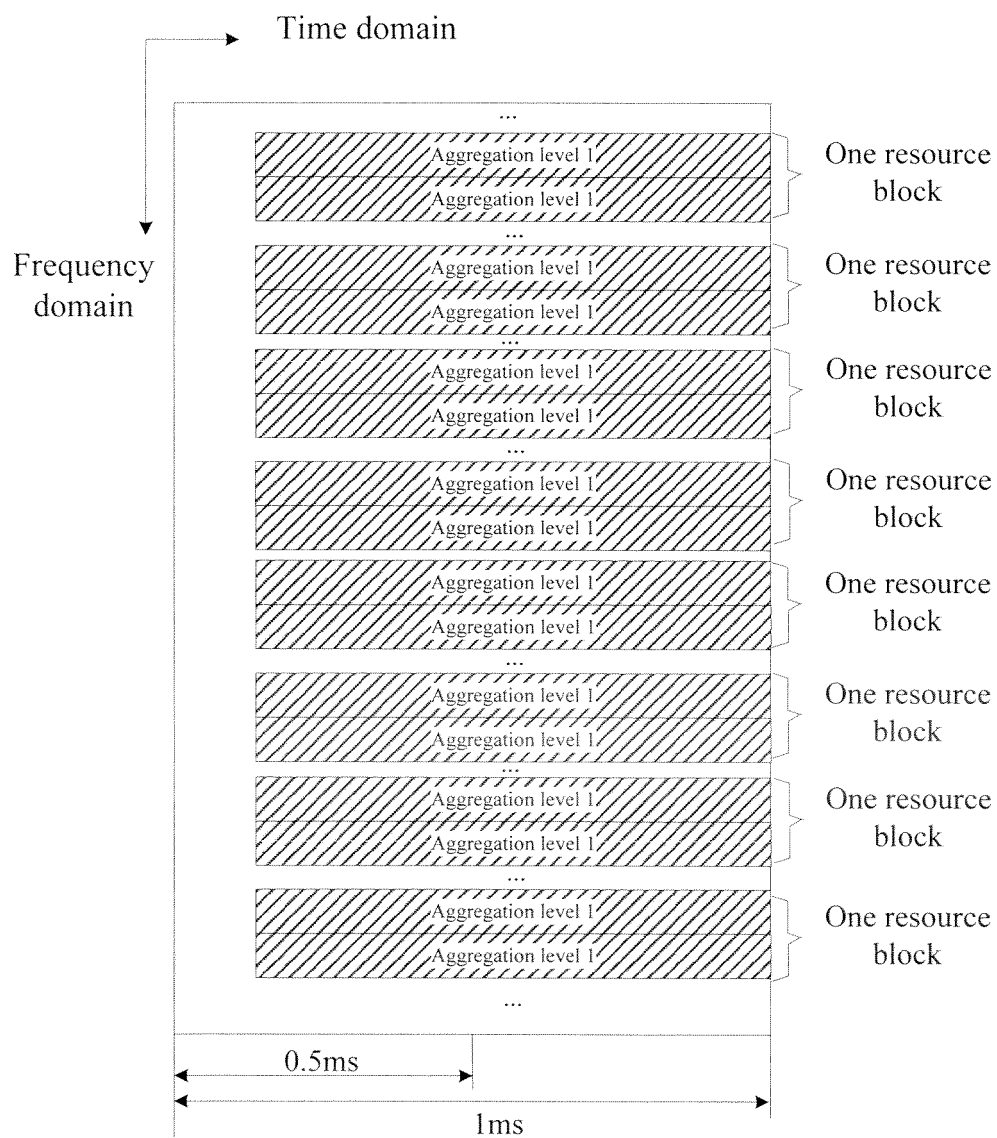 Time domain
Frequency
domain
...
Aggregation level 1
Aggregation level 1
One resource
block
...
Aggregation level 1
Aggregation level 1
One resource
block
...
Aggregation level 1
Aggregation level 1
One resource
block
...
Aggregation level 1
Aggregation level 1
One resource
block
Aggregation level 1
Aggregation level 1
One resource
block
...
Aggregation level 1
Aggregation level 1
One resource
block
...
Aggregation level 1
Aggregation level 1
One resource
block
...
Aggregation level 1
Aggregation level 1
One resource
block
...
0.5ms
1ms